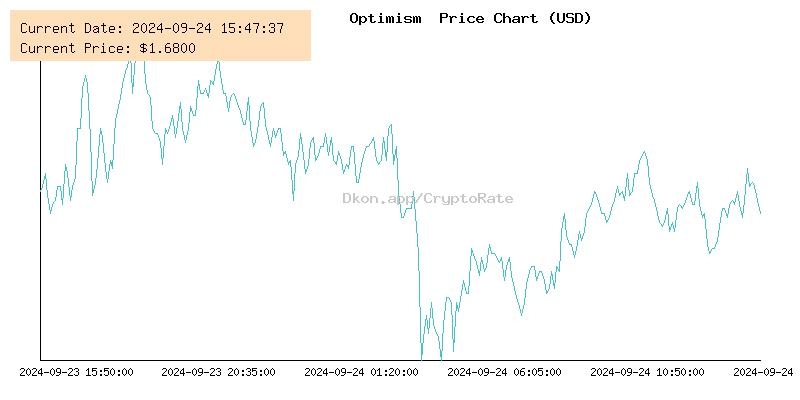 Optimism  Price Chart (USD)
Current Date: 2024-09-24 15:47:37
Current Price: $1.6800
Dkon.app/CryptoRate
2024-09-23 15:50:00 2024-09-23 20:35:00 2024-09-24 01:20:00 2024-09-24 06:05:00 2024-09-24 10:50:00 2024-09-24